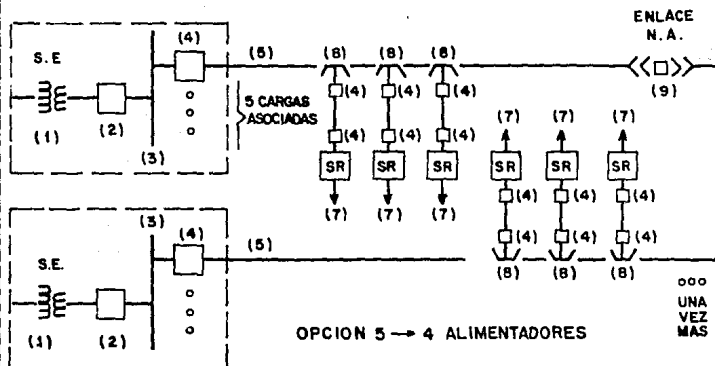 ENLACE
N.A.
(4) (5) (8) (8) (8)
S.E
(4) (4) (4)
(9)
5 CARGAS
ASOCIADAS
(1) (2)
(4) (4) (4)
(7) (7) (7)
(3)
SR SR SR
SR SR SR
(7) (7) (7)
(4) (4) (4)
(3)
(4) (5)
(4) (4) (4)
S.E.
(8) (8) (8)
(1) (2)
UNA
VEZ
MAS
OPCION 5 → 4 ALIMENTADORES